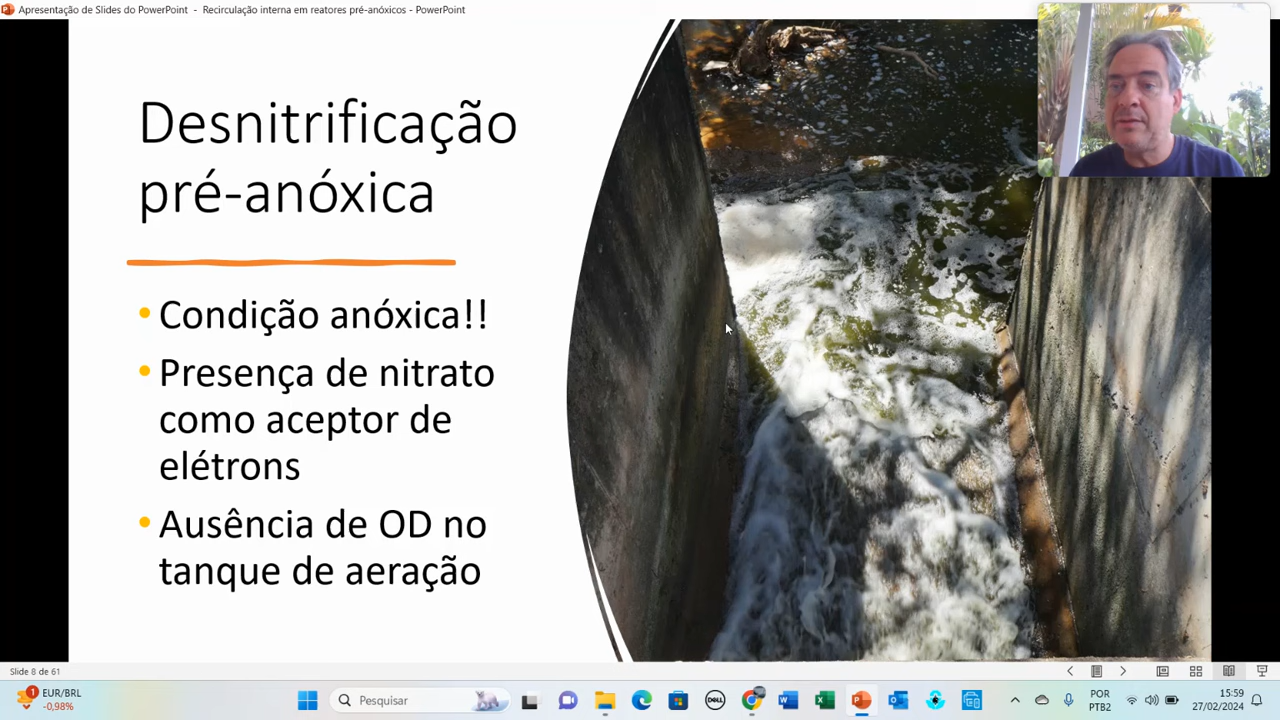 Apresentação de Slides do PowerPoint - Recirculação interna em reatores pré-anóxicos - PowerPoint
Desnitrificação
pré-anóxica
• Condição anóxica!!
• Presença de nitrato
como aceptor de
elétrons
• Ausência de OD no
tanque de aeração
Slide 8 de 61
1
EUR/BRL
-0,98%
Pesquisar
DELL
POR
PTB2
15:59
27/02/2024